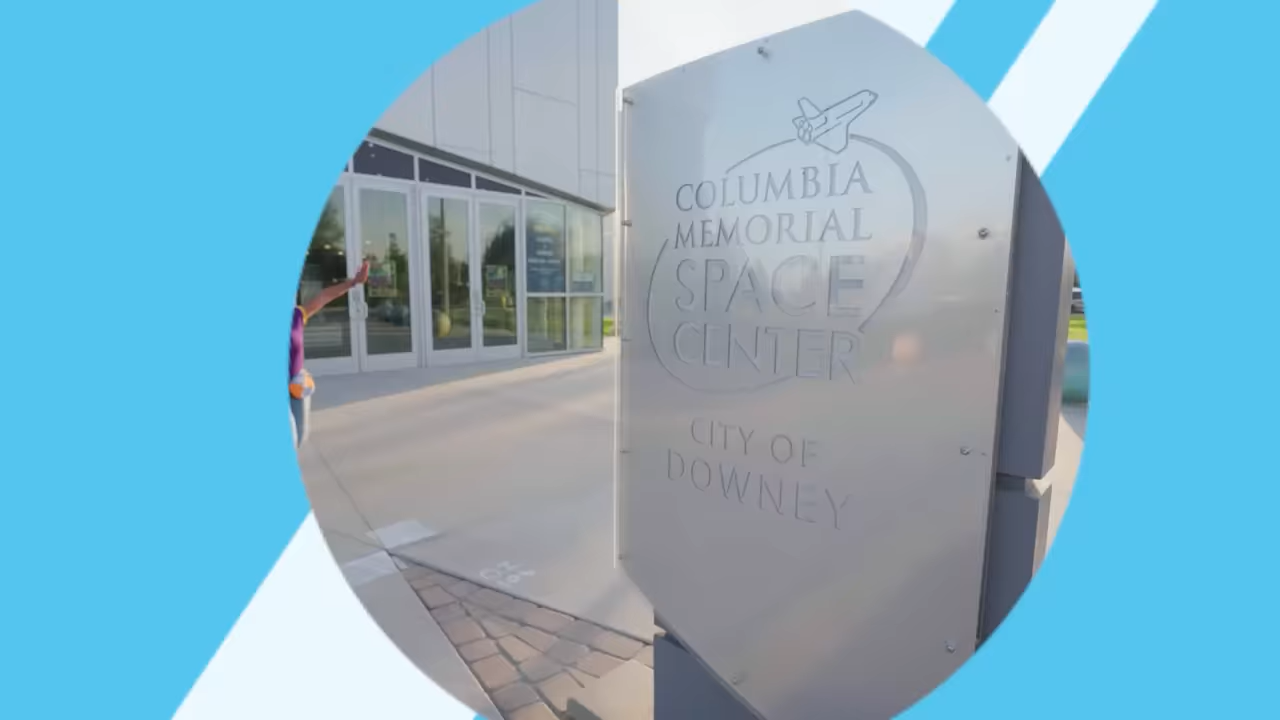 COLUMBIA
MEMORIAL
SPACE
CENTER
CITY OF
DOWNEY